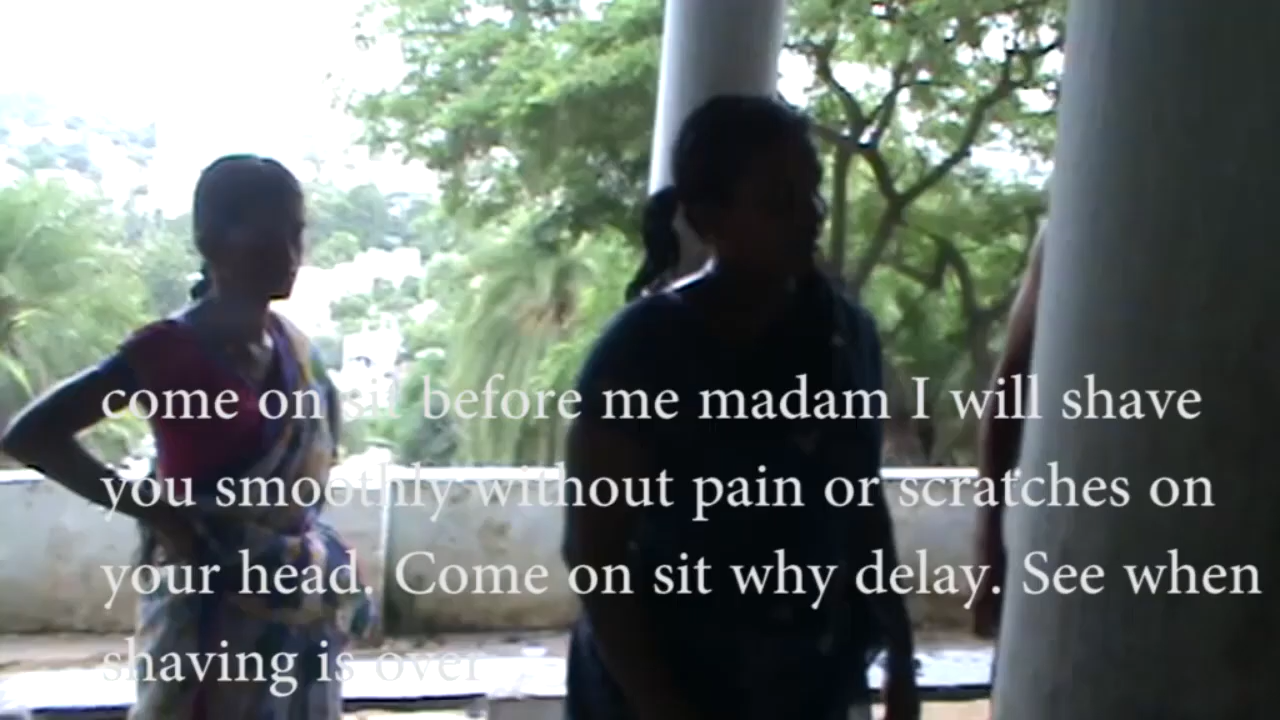 come on sit before me madam I will shave
you smoothly without pain or scratches on
your head. Come on sit why delay. See when
shaving is over